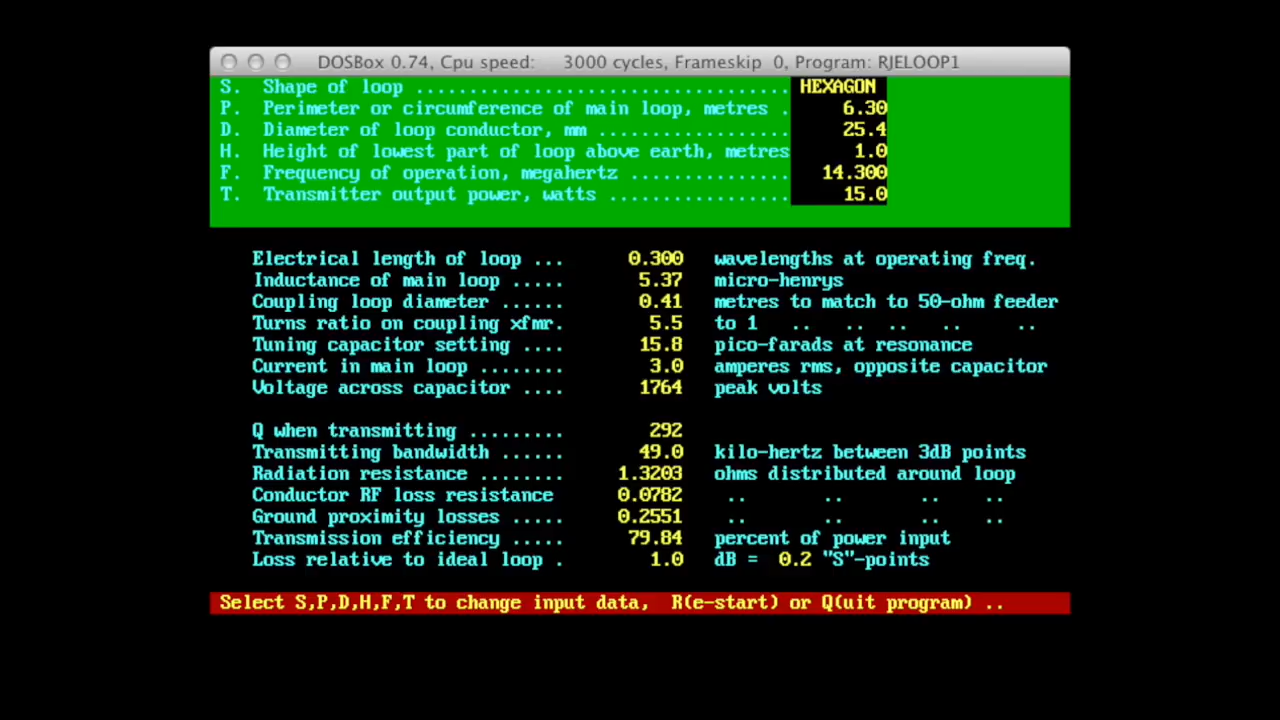 DOSBox 0.74, Cpu speed:    3000 cycles, Frameskip  0, Program: RJELOOP1
S.  Shape of loop ................................... HEXAGON
P.  Perimeter or circumference of main loop, metres .     6.30
D.  Diameter of loop conductor, mm ..................     25.4
H.  Height of lowest part of loop above earth, metres      1.0
F.  Frequency of operation, megahertz ...............   14.300
T.  Transmitter output power, watts .................     15.0
Electrical length of loop ...      0.300   wavelengths at operating freq.
Inductance of main loop .....       5.37   micro-henrys
Coupling loop diameter ......       0.41   metres to match to 50-ohm feeder
Turns ratio on coupling xfmr.        5.5   to 1   ..   ..  ..   ..     ..
Tuning capacitor setting ....       15.8   pico-farads at resonance
Current in main loop ........        3.0   amperes rms, opposite capacitor
Voltage across capacitor ....       1764   peak volts
Q when transmitting .........        292
Transmitting bandwidth ......       49.0   kilo-hertz between 3dB points
Radiation resistance ........     1.3203   ohms distributed around loop
Conductor RF loss resistance      0.0782    ..       ..       ..    ..
Ground proximity losses .....     0.2551    ..       ..       ..    ..
Transmission efficiency .....      79.84   percent of power input
Loss relative to ideal loop .        1.0   dB =  0.2 "S"-points
Select S,P,D,H,F,T to change input data,  R(e-start) or Q(uit program) ..